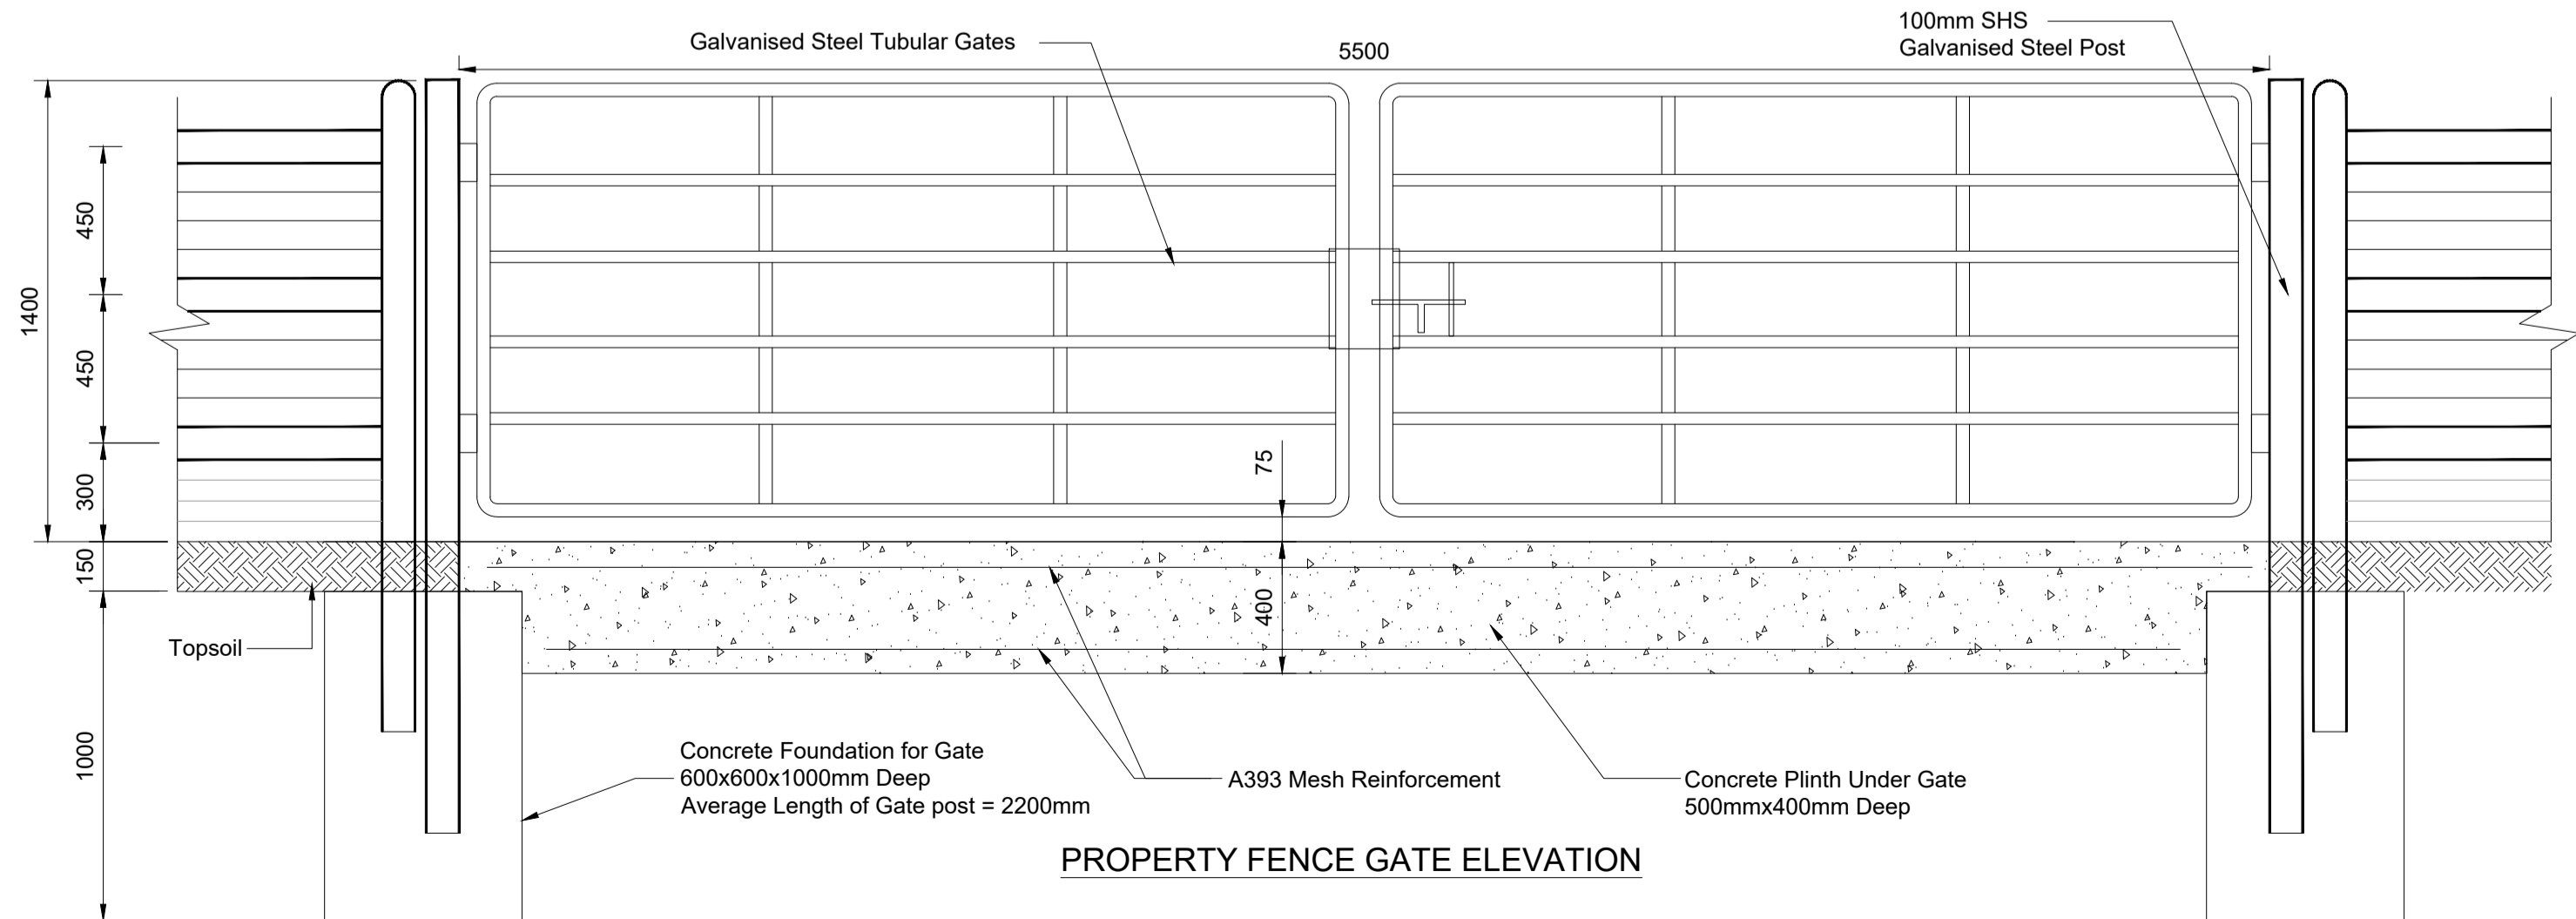 Galvanised Steel Tubular Gates
5500
100mm SHS
Galvanised Steel Post
1400
450
450
300
150
1000
75
400
Topsoil
Concrete Foundation for Gate
600x600x1000mm Deep
Average Length of Gate post = 2200mm
A393 Mesh Reinforcement
Concrete Plinth Under Gate
500mmx400mm Deep
PROPERTY FENCE GATE ELEVATION